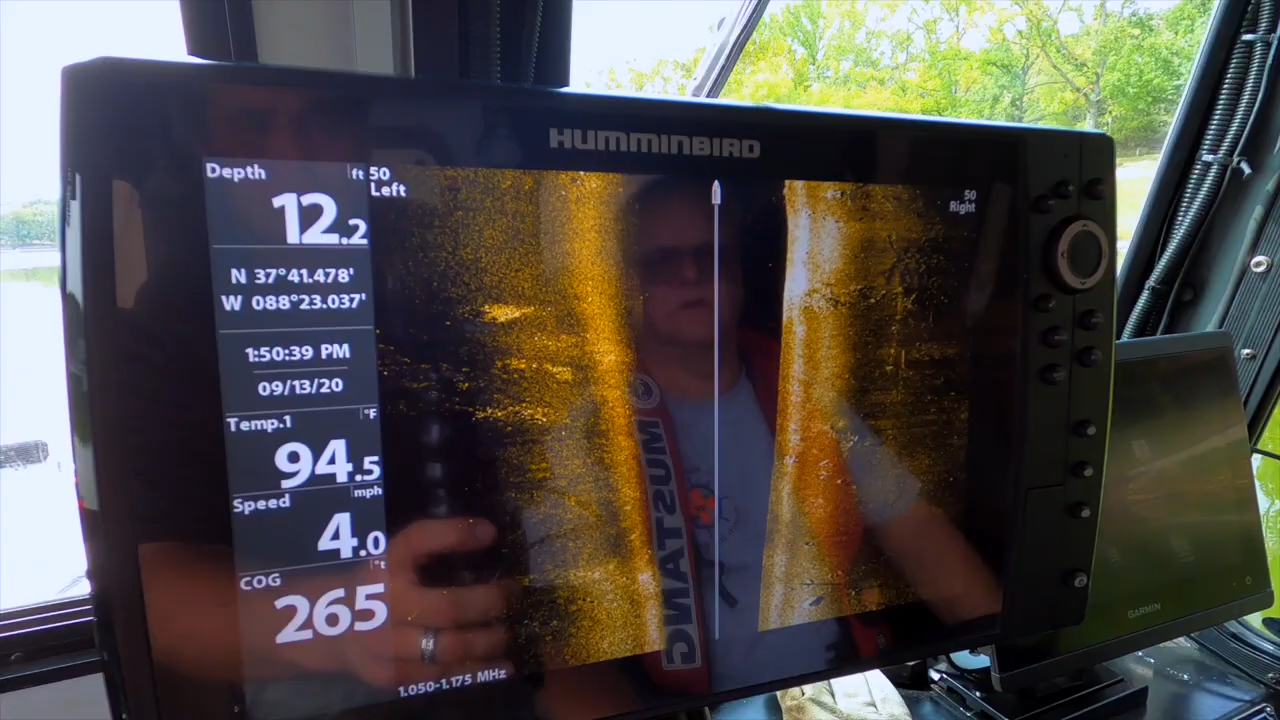 HUMMINBIRD
Depth ft
12.2
50
Left
50
Right
N 37°41.478'
W 088°23.037'
1:50:39 PM
09/13/20
Temp.1 °F
94.5
Speed mph
4.0
COG °t
265
1.050-1.175 MHz
MUSTANG
GARMIN